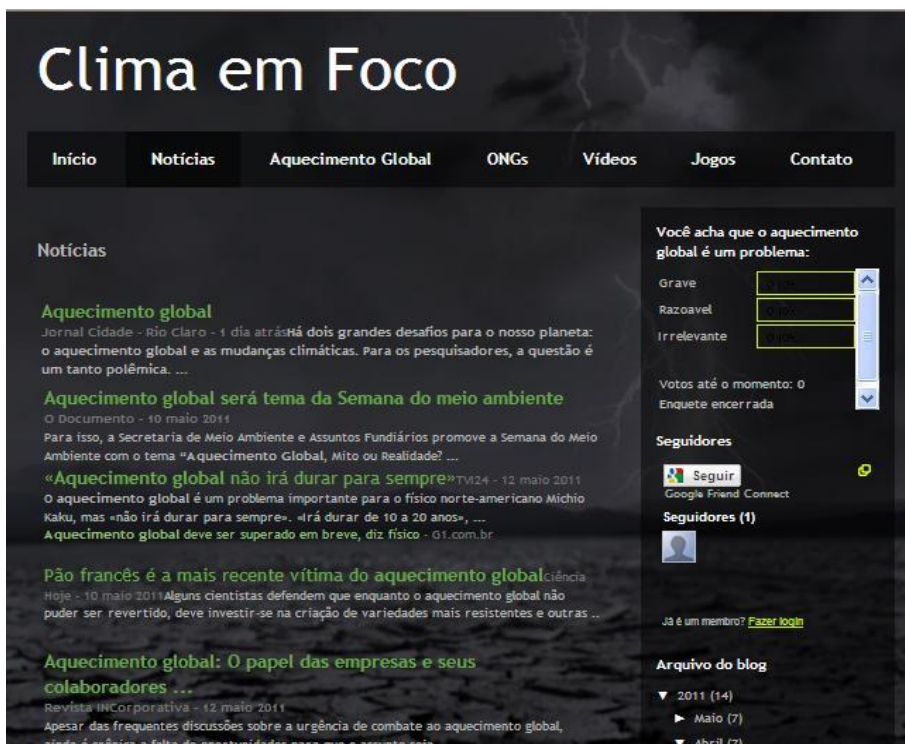 Clima em Foco
Início Notícias Aquecimento Global ONGs Vídeos Jogos Contato
Notícias
Aquecimento global
Jornal Cidade - Rio Claro - 1 dia atrásHá dois grandes desafios para o nosso planeta:
o aquecimento global e as mudanças climáticas. Para os pesquisadores, a questão é
um tanto polêmica. ...
Aquecimento global será tema da Semana do meio ambiente
O Documento - 10 maio 2011
Para isso, a Secretaria de Meio Ambiente e Assuntos Fundiários promove a Semana do Meio
Ambiente com o tema "Aquecimento Global, Mito ou Realidade? ...
«Aquecimento global não irá durar para sempre»TVI24 - 12 maio 2011
O aquecimento global é um problema importante para o físico norte-americano Michio
Kaku, mas «não irá durar para sempre». «Irá durar de 10 a 20 anos», ...
Aquecimento global deve ser superado em breve, diz físico - G1.com.br
Pão francês é a mais recente vítima do aquecimento globalCiência
Hoje - 10 maio 2011Alguns cientistas defendem que enquanto o aquecimento global não
puder ser revertido, deve investir-se na criação de variedades mais resistentes e outras ...
Aquecimento global: O papel das empresas e seus
colaboradores ...
Revista INCorporativa - 12 maio 2011
Apesar das frequentes discussões sobre a urgência de combate ao aquecimento global,
Você acha que o aquecimento
global é um problema:
Grave
Razoavel
Irrelevante
Votos até o momento: 0
Enquete encerrada
Seguidores
Seguir
Google Friend Connect
Seguidores (1)
Já é um membro? Fazer login
Arquivo do blog
▼ 2011 (14)
► Maio (7)
▼ Abril (7)